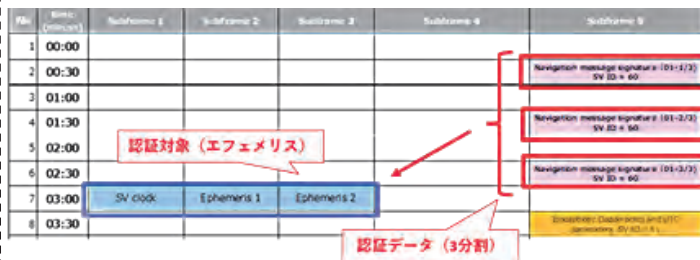 No. Time (mm:ss) Subframe 1 Subframe 2 Subframe 3 Subframe 4 Subframe 5
1 00:00
2 00:30 Navigation message signature (01-1/3)
SV ID = 60
3 01:00
4 01:30 Navigation message signature (01-2/3)
SV ID = 60
認証対象（エフェメリス）
5 02:00
6 02:30 Navigation message signature (01-3/3)
SV ID = 60
7 03:00 SV clock Ephemeris 1 Ephemeris 2
8 03:30
認証データ（3分割）